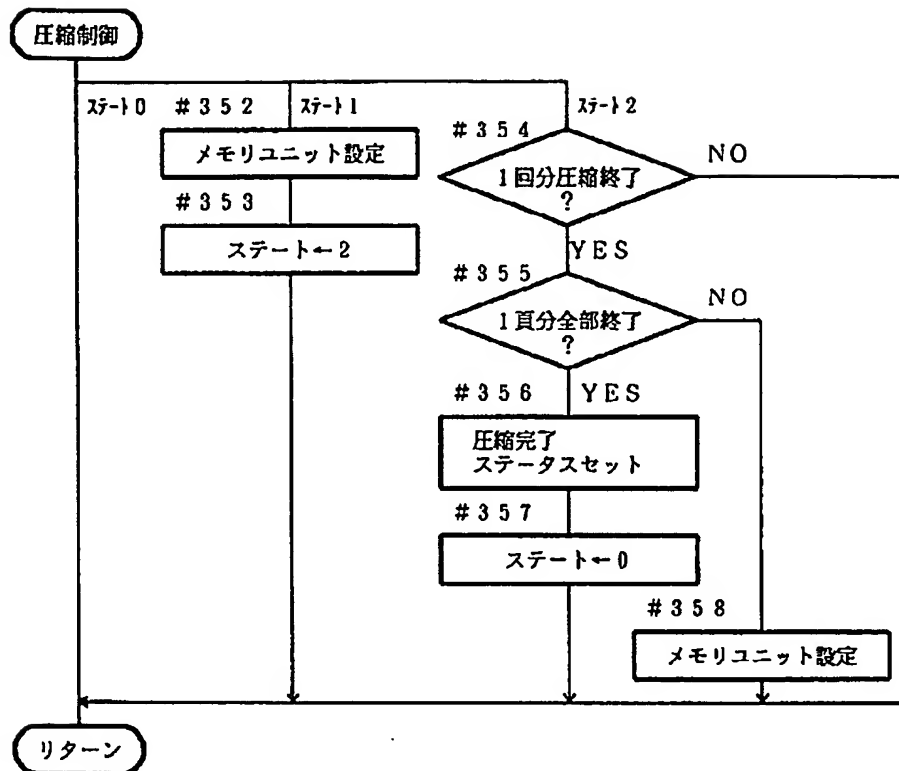 圧縮制御
ステート0
#352
ステート1
ステート2
メモリユニット設定
#353
ステート←2
#354
1回分圧縮終了
?
NO
YES
#355
1頁分全部終了
?
NO
YES
#356
圧縮完了
ステータスセット
#357
ステート←0
#358
メモリユニット設定
リターン